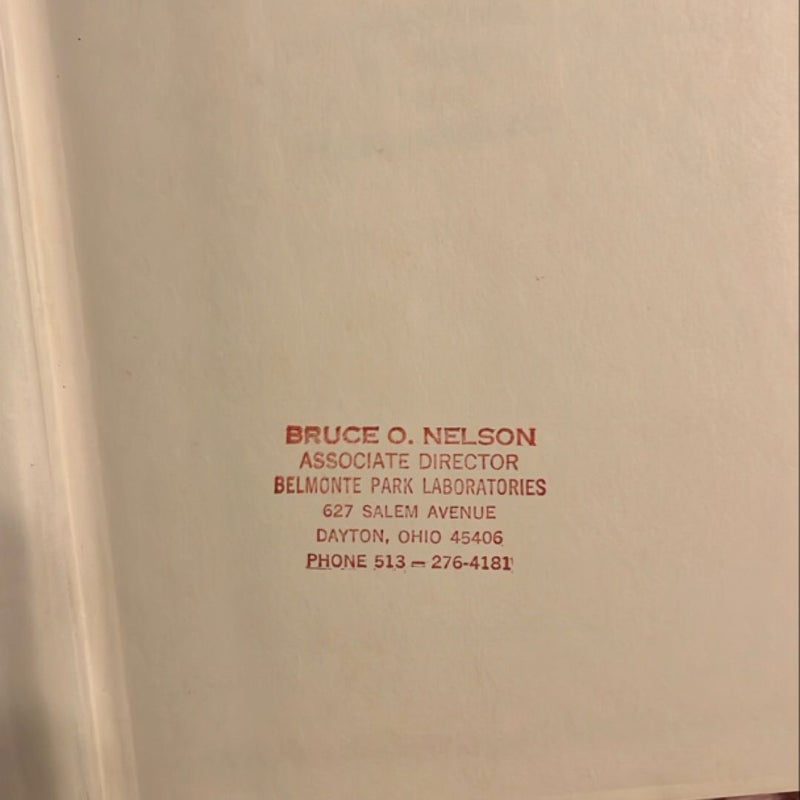 BRUCE O. NELSON
ASSOCIATE DIRECTOR
BELMONTE PARK LABORATORIES
627 SALEM AVENUE
DAYTON, OHIO 45406
PHONE 513 — 276-4181